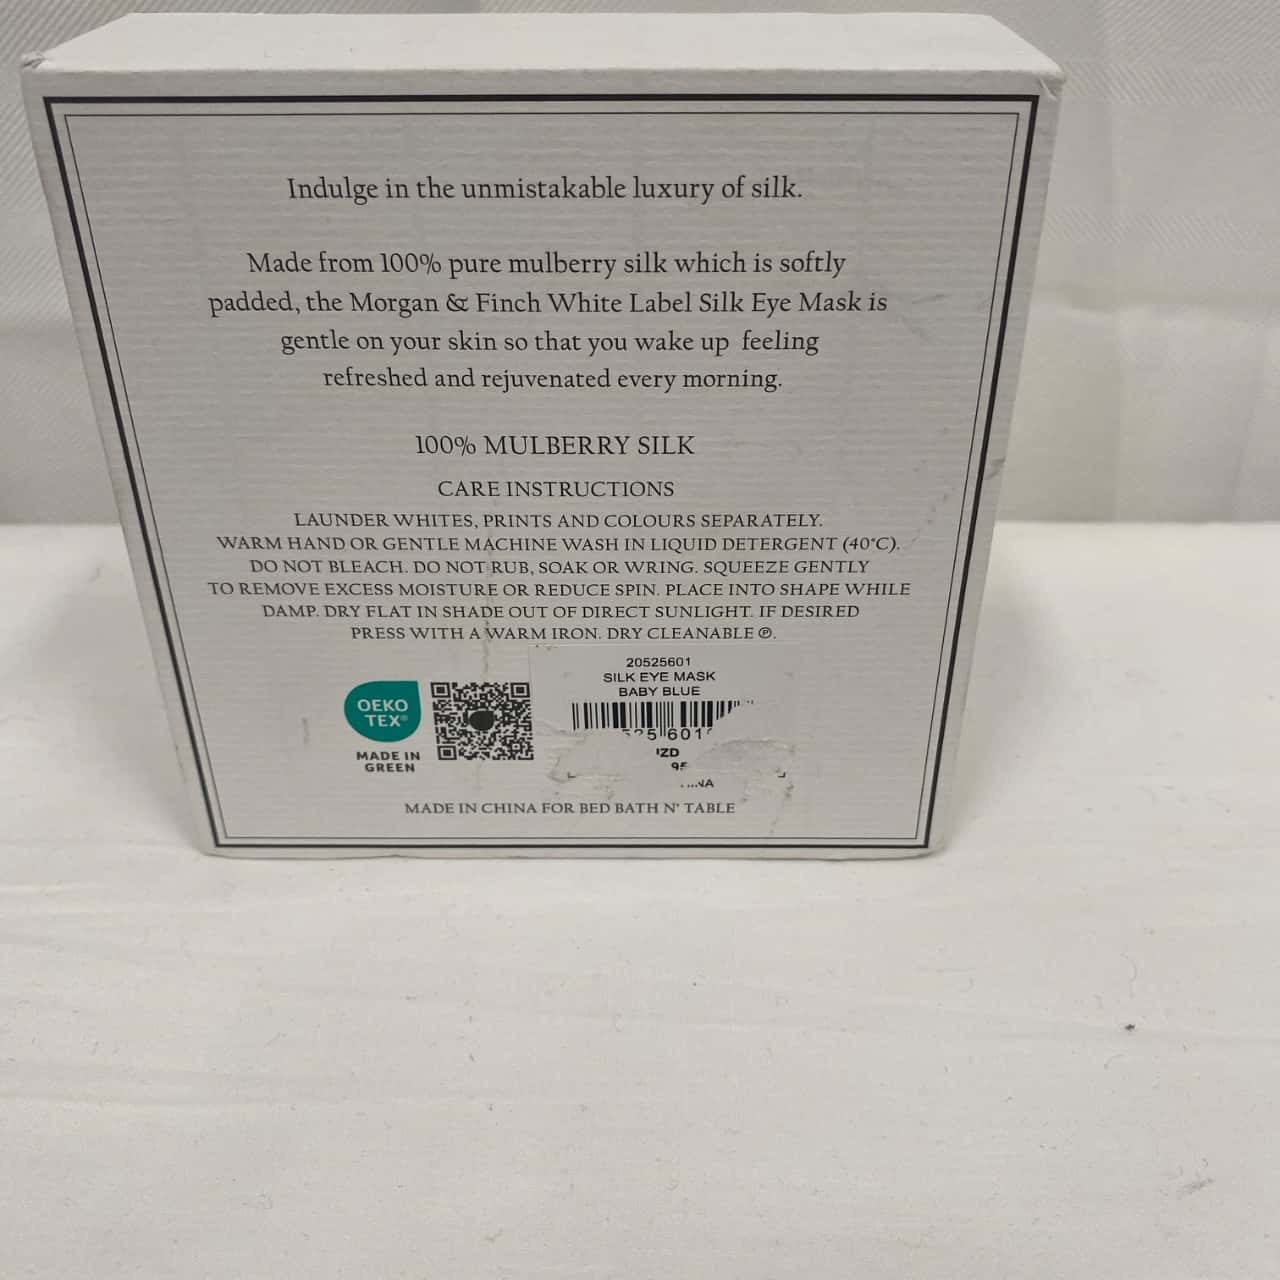 Indulge in the unmistakable luxury of silk.
Made from 100% pure mulberry silk which is softly
padded, the Morgan & Finch White Label Silk Eye Mask is
gentle on your skin so that you wake up feeling
refreshed and rejuvenated every morning.
100% MULBERRY SILK
CARE INSTRUCTIONS
LAUNDER WHITES, PRINTS AND COLOURS SEPARATELY.
WARM HAND OR GENTLE MACHINE WASH IN LIQUID DETERGENT (40°C).
DO NOT BLEACH. DO NOT RUB, SOAK OR WRING. SQUEEZE GENTLY
TO REMOVE EXCESS MOISTURE OR REDUCE SPIN. PLACE INTO SHAPE WHILE
DAMP. DRY FLAT IN SHADE OUT OF DIRECT SUNLIGHT. IF DESIRED
PRESS WITH A WARM IRON. DRY CLEANABLE Ⓟ.
OEKO
TEX®
MADE IN
GREEN
20525601
SILK EYE MASK
BABY BLUE
MADE IN CHINA FOR BED BATH N' TABLE